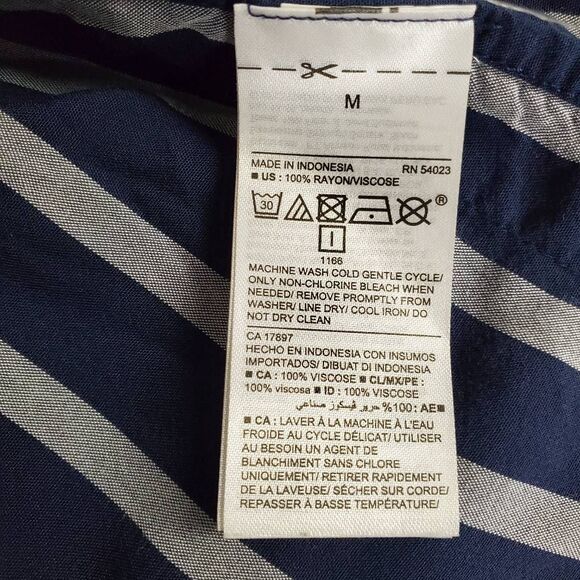 M
MADE IN INDONESIA RN 54023
■ US : 100% RAYON/VISCOSE
30
®
1166
MACHINE WASH COLD GENTLE CYCLE/
ONLY NON-CHLORINE BLEACH WHEN
NEEDED/ REMOVE PROMPTLY FROM
WASHER/ LINE DRY/ COOL IRON/ DO
NOT DRY CLEAN
CA 17897
HECHO EN INDONESIA CON INSUMOS
IMPORTADOS/ DIBUAT DI INDONESIA
■ CA : 100% VISCOSE ■ CL/MX/PE :
100% viscosa ■ ID : 100% VISCOSE
■ AE : 100% حرير ڤيسكوز صناعي
■ CA : LAVER À LA MACHINE À L'EAU
FROIDE AU CYCLE DÉLICAT/ UTILISER
AU BESOIN UN AGENT DE
BLANCHIMENT SANS CHLORE
UNIQUEMENT/ RETIRER RAPIDEMENT
DE LA LAVEUSE/ SÉCHER SUR CORDE/
REPASSER À BASSE TEMPÉRATURE/